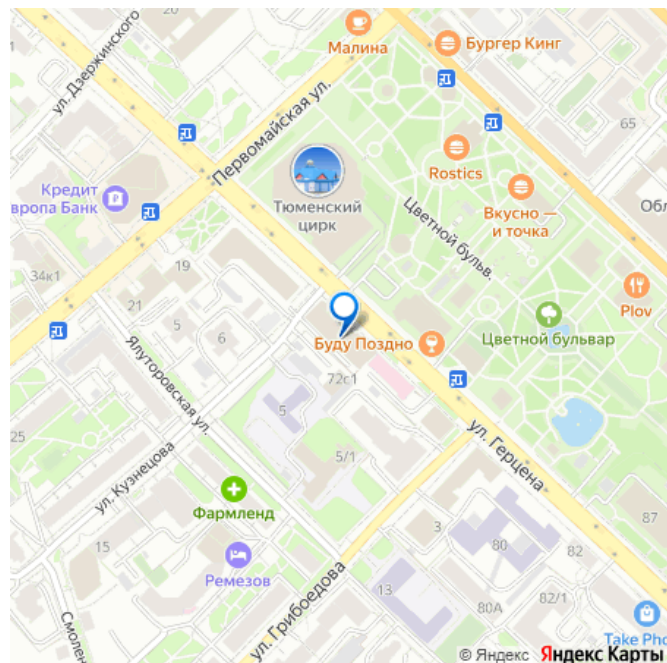 ул. Дзержинского
Малина
Бургер Кинг
Первомайская ул.
65
Rostics
Кредит
Европа Банк
Тюменский
цирк
Вкусно —
и точка
Цветной бульв.
Обл
34к1
19
21
5
6
Plov
Буду Поздно
Цветной бульвар
Ялуторовская ул.
72с1
5
25
ул. Кузнецова
5/1
ул. Герцена
Фармленд
87
3
15
80
82
Ремезов
ул. Грибоедова
13
80А
82/1
Смолен
Take Pho
© Яндекс Яндекс Карты